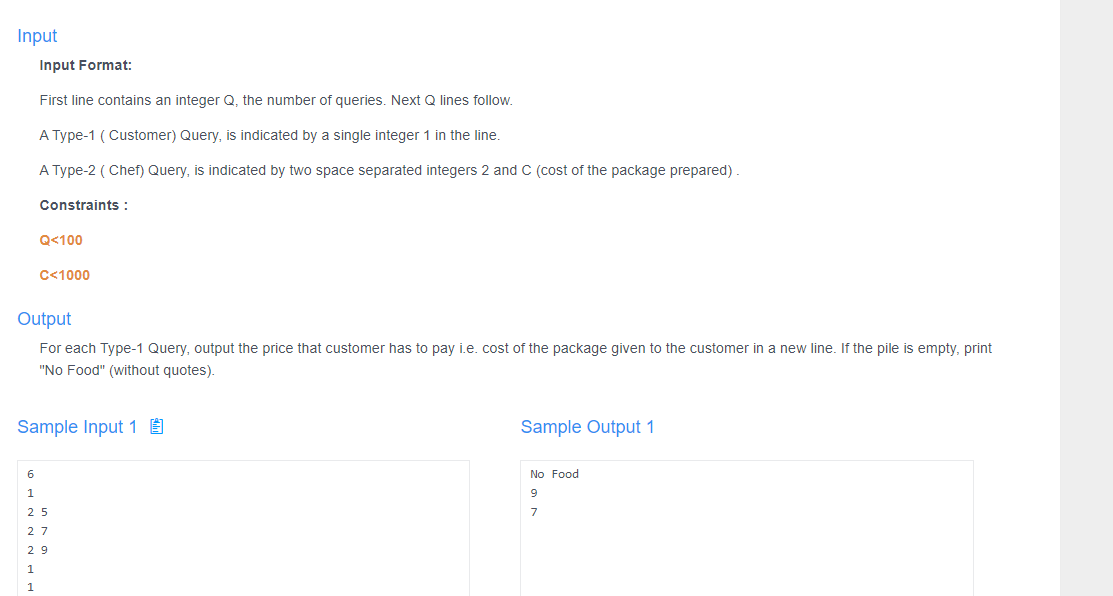 Input
Input Format:
First line contains an integer Q, the number of queries. Next Q lines follow.
A Type-1 ( Customer) Query, is indicated by a single integer 1 in the line.
A Type-2 ( Chef) Query, is indicated by two space separated integers 2 and C (cost of the package prepared) .
Constraints :
Q<100
C<1000
Output
For each Type-1 Query, output the price that customer has to pay i.e. cost of the package given to the customer in a new line. If the pile is empty, print
"No Food" (without quotes).
Sample Input 1
6
1
2 5
2 7
2 9
1
1
Sample Output 1
No Food
9
7